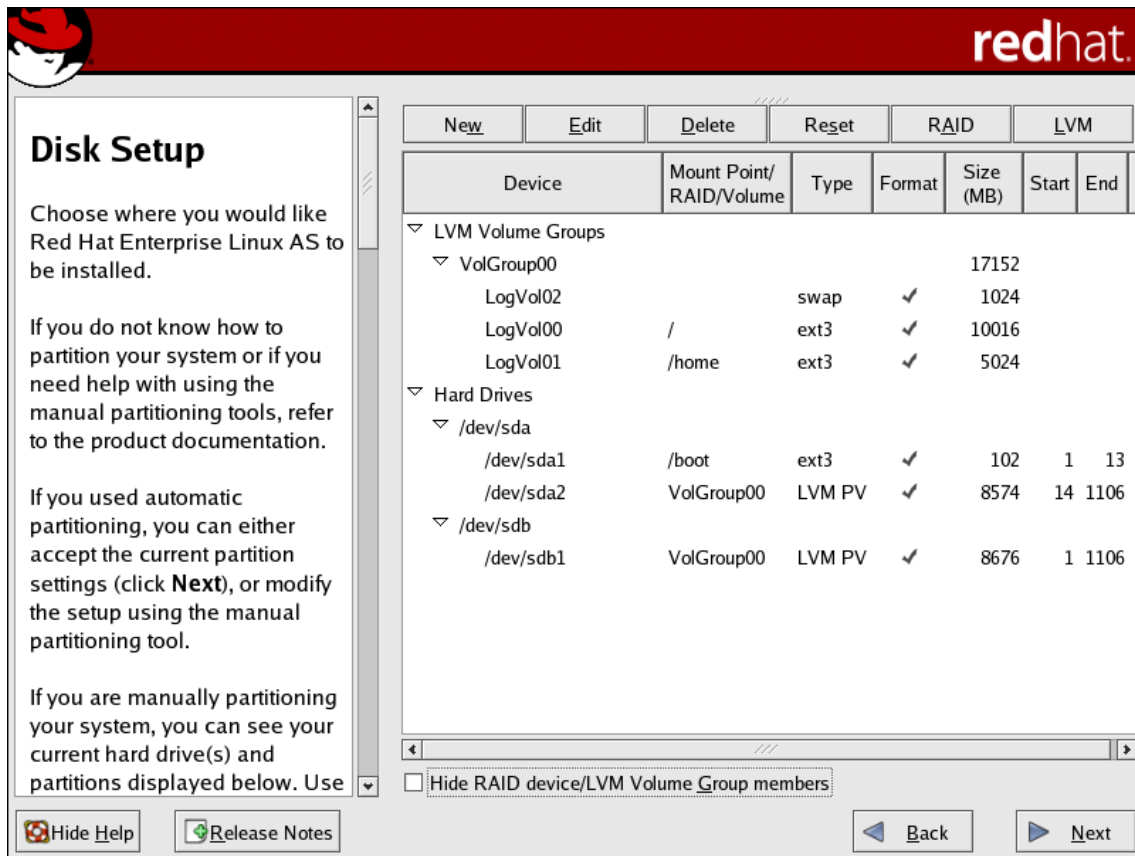 redhat.
Disk Setup
Choose where you would like
Red Hat Enterprise Linux AS to
be installed.
If you do not know how to
partition your system or if you
need help with using the
manual partitioning tools, refer
to the product documentation.
If you used automatic
partitioning, you can either
accept the current partition
settings (click Next), or modify
the setup using the manual
partitioning tool.
If you are manually partitioning
your system, you can see your
current hard drive(s) and
partitions displayed below. Use
New Edit Delete Reset RAID LVM
Device Mount Point/ RAID/Volume Type Format Size (MB) Start End
LVM Volume Groups
VolGroup00 17152
LogVol02 swap 1024
LogVol00 / ext3 10016
LogVol01 /home ext3 5024
Hard Drives
/dev/sda
/dev/sda1 /boot ext3 102 1 13
/dev/sda2 VolGroup00 LVM PV 8574 14 1106
/dev/sdb
/dev/sdb1 VolGroup00 LVM PV 8676 1 1106
Hide RAID device/LVM Volume Group members
Hide Help Release Notes Back Next